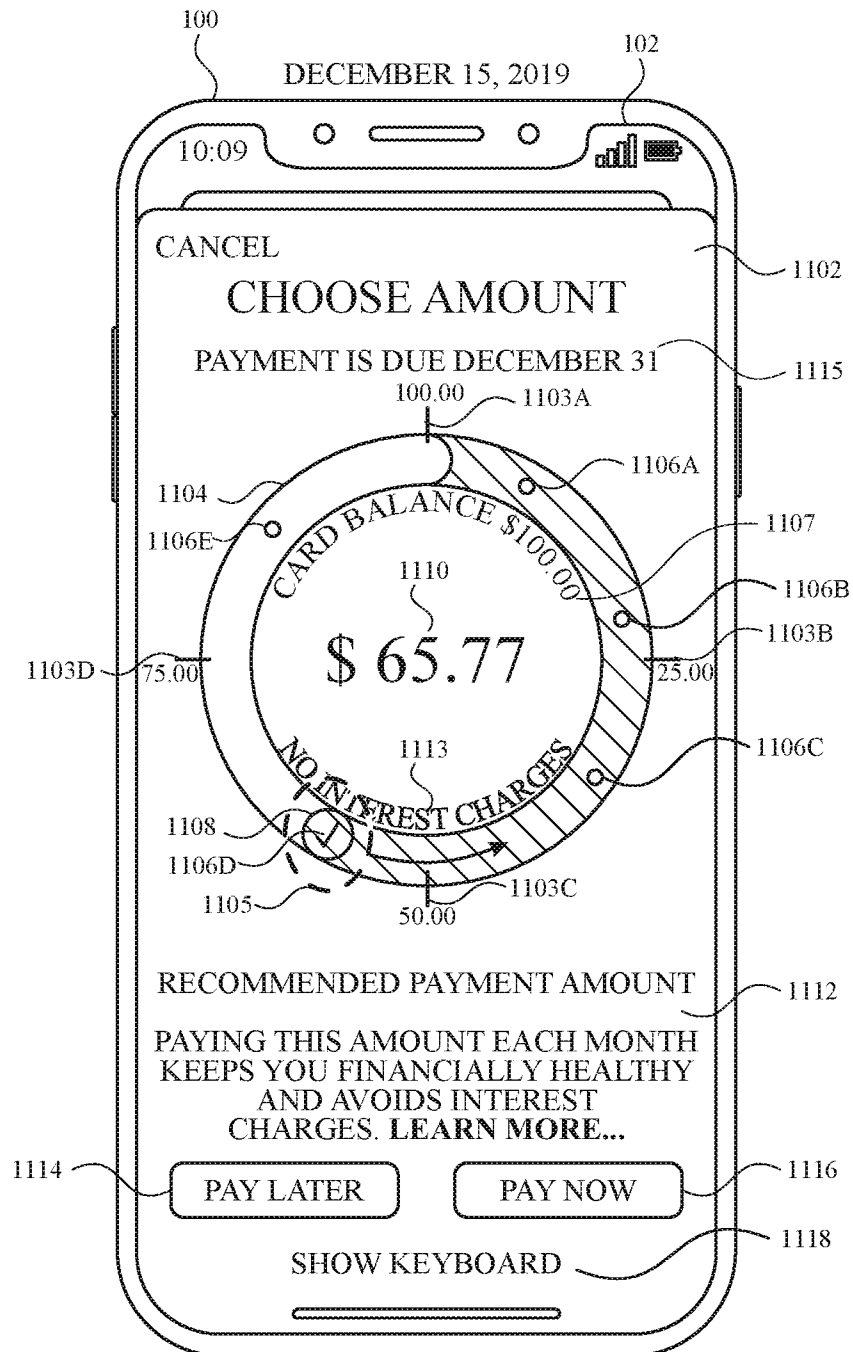 100
DECEMBER 15, 2019
102
10:09
CANCEL
1102
CHOOSE AMOUNT
PAYMENT IS DUE DECEMBER 31
1115
100.00
1103A
1106A
1104
1107
1106E
CARD BALANCE $100.00
1110
1106B
$ 65.77
1103B
1103D
75.00
25.00
1113
1106C
NO INTEREST CHARGES
1108
1106D
1105
1103C
50.00
RECOMMENDED PAYMENT AMOUNT
1112
PAYING THIS AMOUNT EACH MONTH
KEEPS YOU FINANCIALLY HEALTHY
AND AVOIDS INTEREST
CHARGES. LEARN MORE...
1114
PAY LATER
PAY NOW
1116
1118
SHOW KEYBOARD